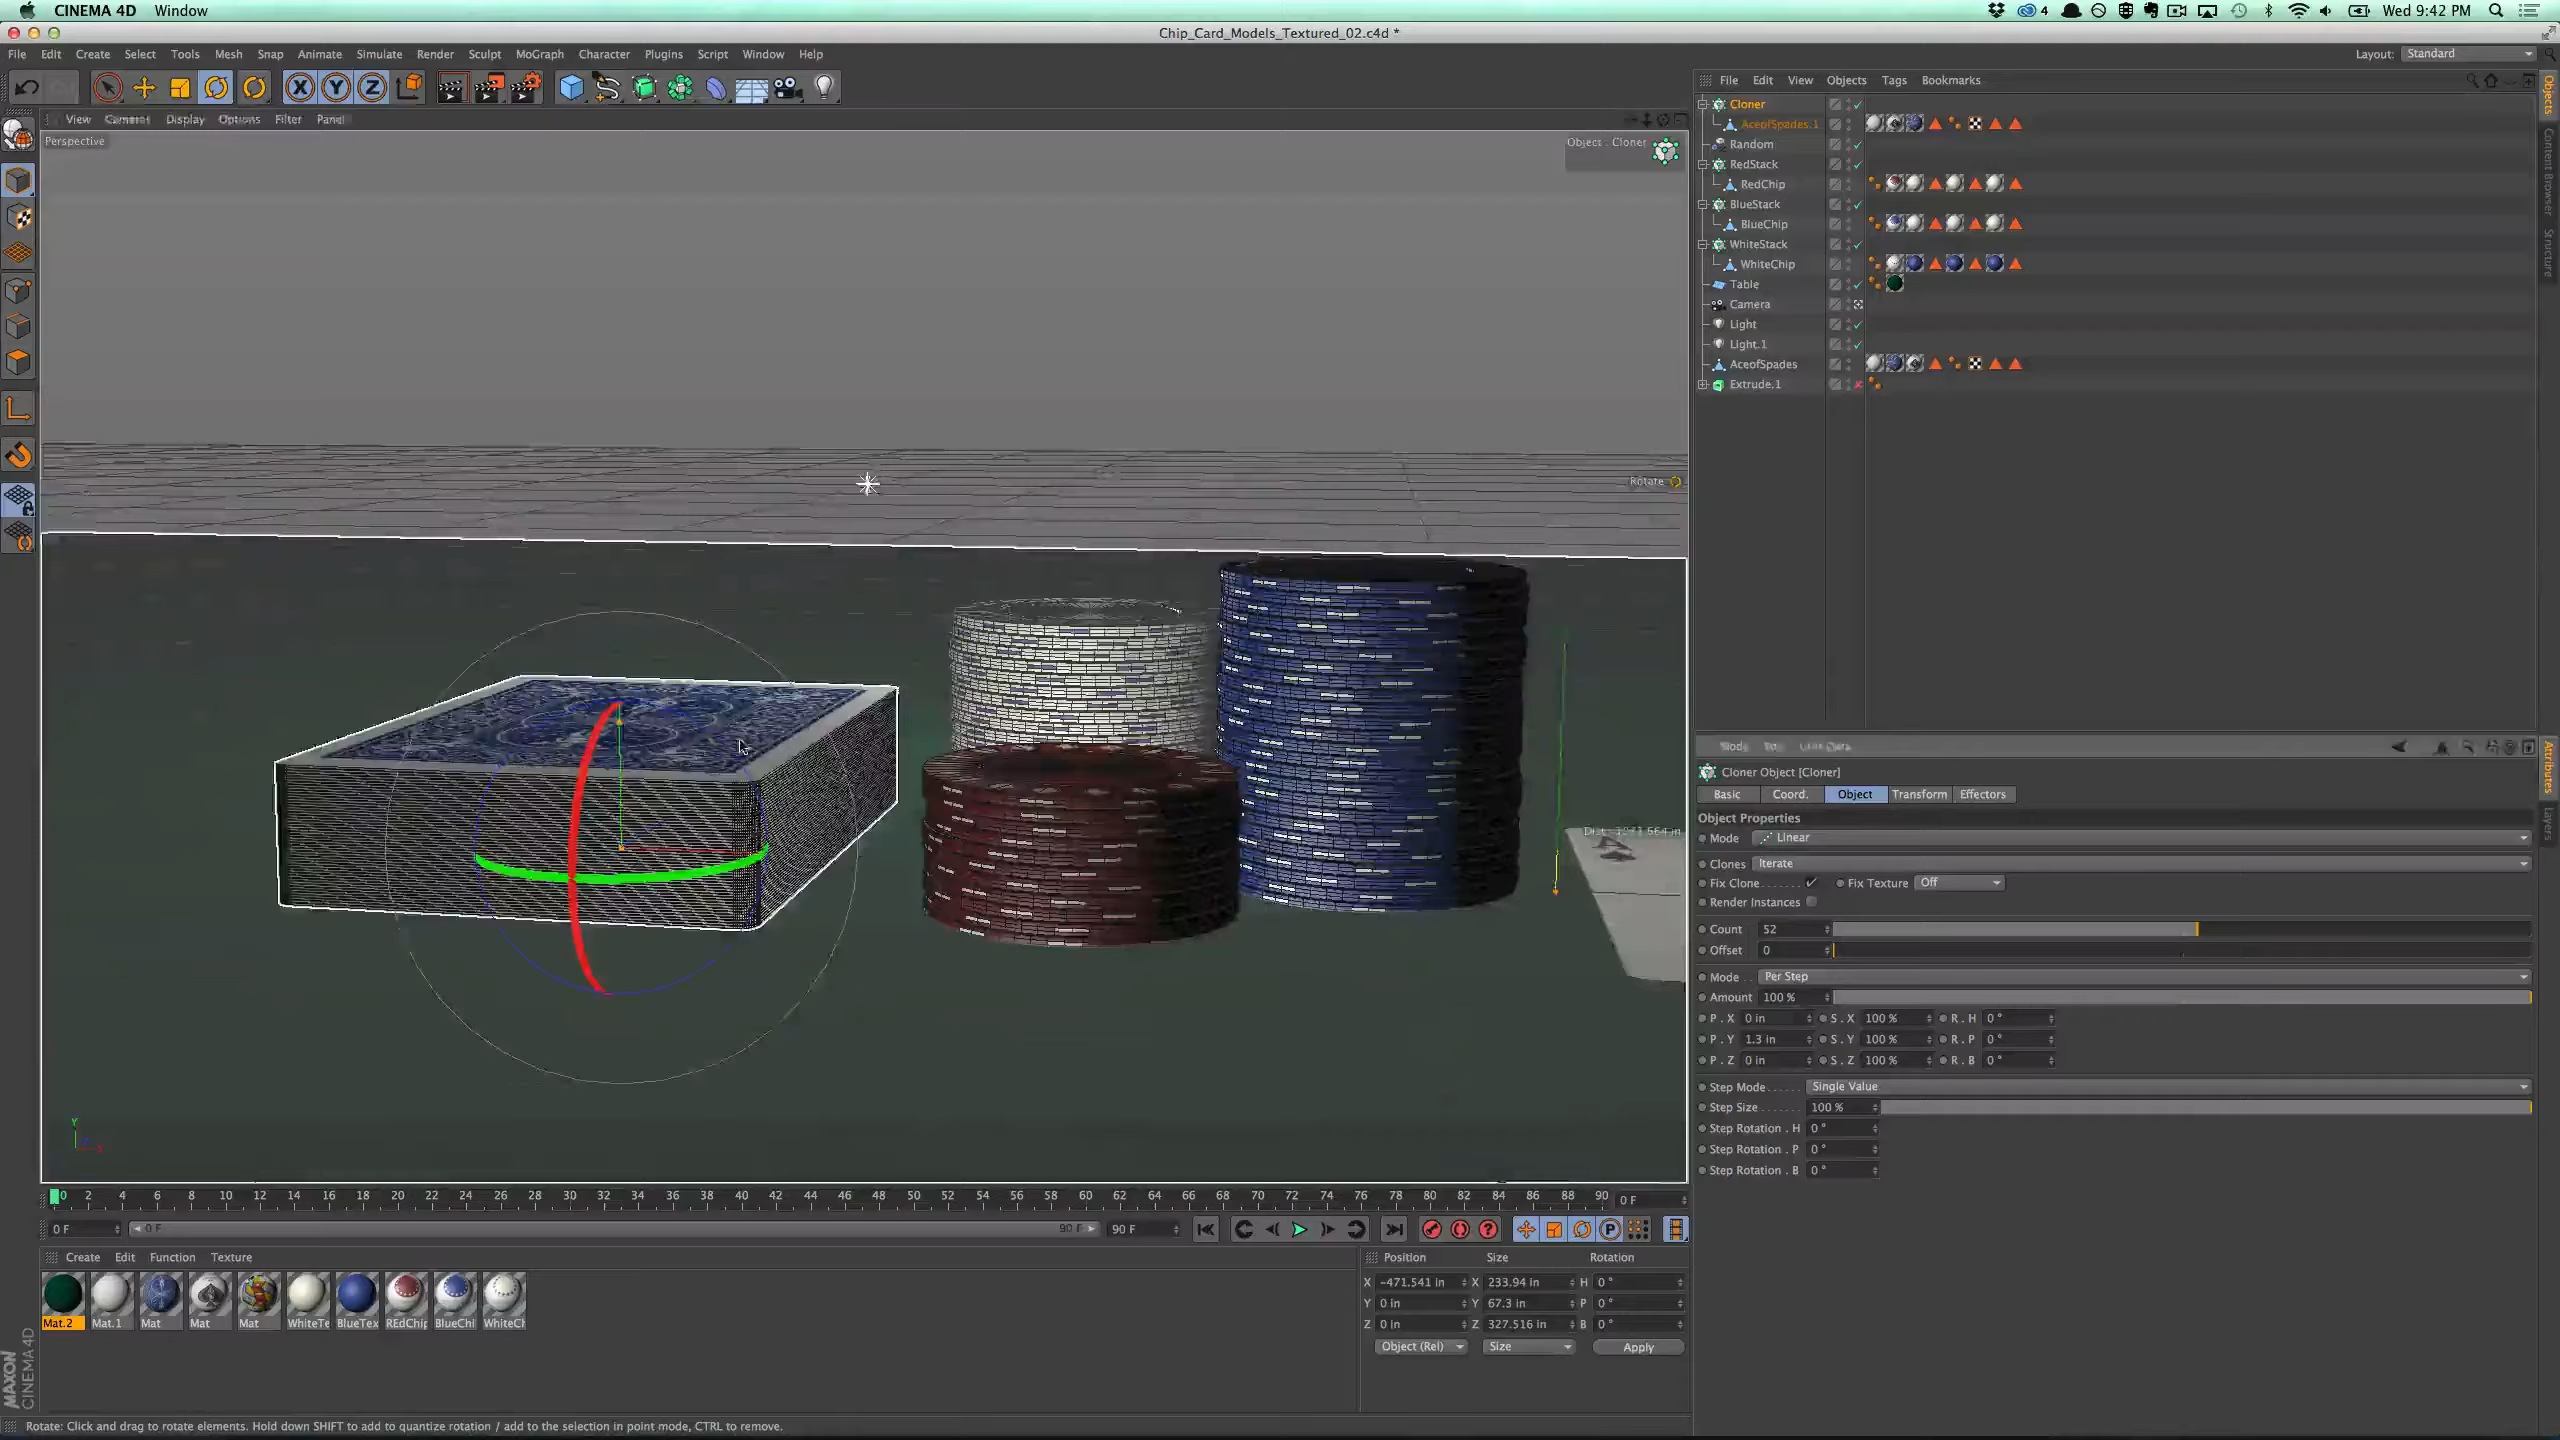 CINEMA 4D Window
4 Wed 9:42 PM
Chip_Card_Models_Textured_02.c4d *
File Edit Create Select Tools Mesh Snap Animate Simulate Render Sculpt MoGraph Character Plugins Script Window Help
Layout: Standard
X Y Z
View Cameras Display Options Filter Panel
Perspective
Object : Cloner
Rotate
File Edit View Objects Tags Bookmarks
Cloner
AceofSpades.1
Random
RedStack
RedChip
BlueStack
BlueChip
WhiteStack
WhiteChip
Table
Camera
Light
Light.1
AceofSpades
Extrude.1
Objects
Content Browser
Structure
Attributes
Layers
Cloner Object [Cloner]
Basic Coord. Object Transform Effectors
Object Properties
Mode Linear
Clones Iterate
Fix Clone Fix Texture Off
Render Instances
Count 52
Offset 0
Mode Per Step
Amount 100 %
P . X 0 in S . X 100 % R . H 0 °
P . Y 1.3 in S . Y 100 % R . P 0 °
P . Z 0 in S . Z 100 % R . B 0 °
Step Mode Single Value
Step Size 100 %
Step Rotation . H 0 °
Step Rotation . P 0 °
Step Rotation . B 0 °
Y
X
0 2 4 6 8 10 12 14 16 18 20 22 24 26 28 30 32 34 36 38 40 42 44 46 48 50 52 54 56 58 60 62 64 66 68 70 72 74 76 78 80 82 84 86 88 90 0 F
0 F 0 F 90 F 90 F
Create Edit Function Texture
Mat.2 Mat.1 Mat Mat Mat WhiteTe BlueTex REdChip BlueChi WhiteCh
Position Size Rotation
X -471.541 in X 233.94 in H 0 °
Y 0 in Y 67.3 in P 0 °
Z 0 in Z 327.516 in B 0 °
Object (Rel) Size Apply
MAXON
CINEMA 4D
Rotate: Click and drag to rotate elements. Hold down SHIFT to add to quantize rotation / add to the selection in point mode, CTRL to remove.